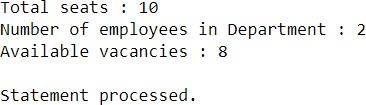 Total seats : 10
Number of employees in Department : 2
Available vacancies : 8
Statement processed.